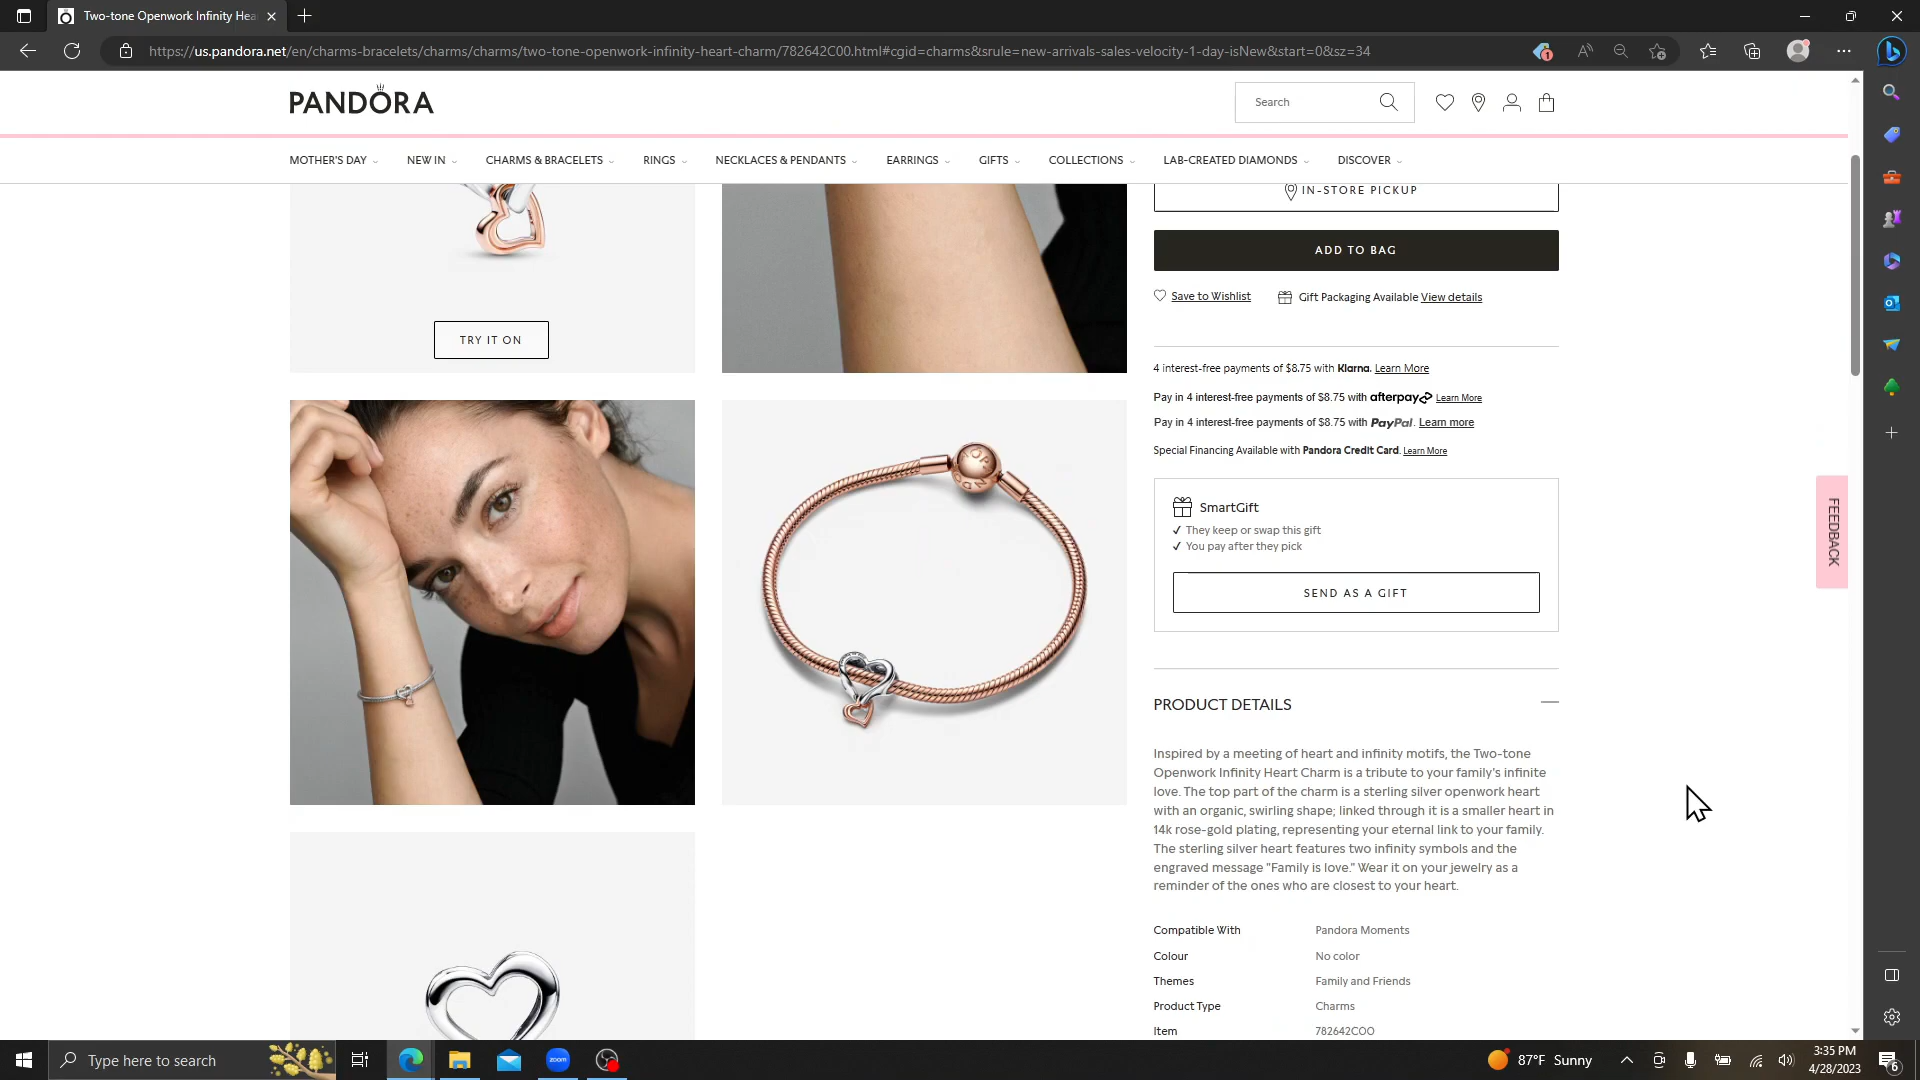 Two-tone Openwork Infinity Hea
https://us.pandora.net/en/charms-bracelets/charms/charms/two-tone-openwork-infinity-heart-charm/782642C00.html#cgid=charms&srule=new-arrivals-sales-velocity-1-day-isNew&start=0&sz=34
PANDORA
Search
MOTHER'S DAY NEW IN CHARMS & BRACELETS RINGS NECKLACES & PENDANTS EARRINGS GIFTS COLLECTIONS LAB-CREATED DIAMONDS DISCOVER
IN-STORE PICKUP
ADD TO BAG
Save to Wishlist Gift Packaging Available View details
TRY IT ON
4 interest-free payments of $8.75 with Klarna. Learn More
Pay in 4 interest-free payments of $8.75 with afterpay Learn More
Pay in 4 interest-free payments of $8.75 with PayPal. Learn more
Special Financing Available with Pandora Credit Card. Learn More
SmartGift
They keep or swap this gift
You pay after they pick
SEND AS A GIFT
FEEDBACK
PRODUCT DETAILS
Inspired by a meeting of heart and infinity motifs, the Two-tone
Openwork Infinity Heart Charm is a tribute to your family's infinite
love. The top part of the charm is a sterling silver openwork heart
with an organic, swirling shape; linked through it is a smaller heart in
14k rose-gold plating, representing your eternal link to your family.
The sterling silver heart features two infinity symbols and the
engraved message "Family is love." Wear it on your jewelry as a
reminder of the ones who are closest to your heart.
Compatible With Pandora Moments
Colour No color
Themes Family and Friends
Product Type Charms
Item 782642C00
Type here to search
zoom
87°F Sunny
3:35 PM
4/28/2023
6